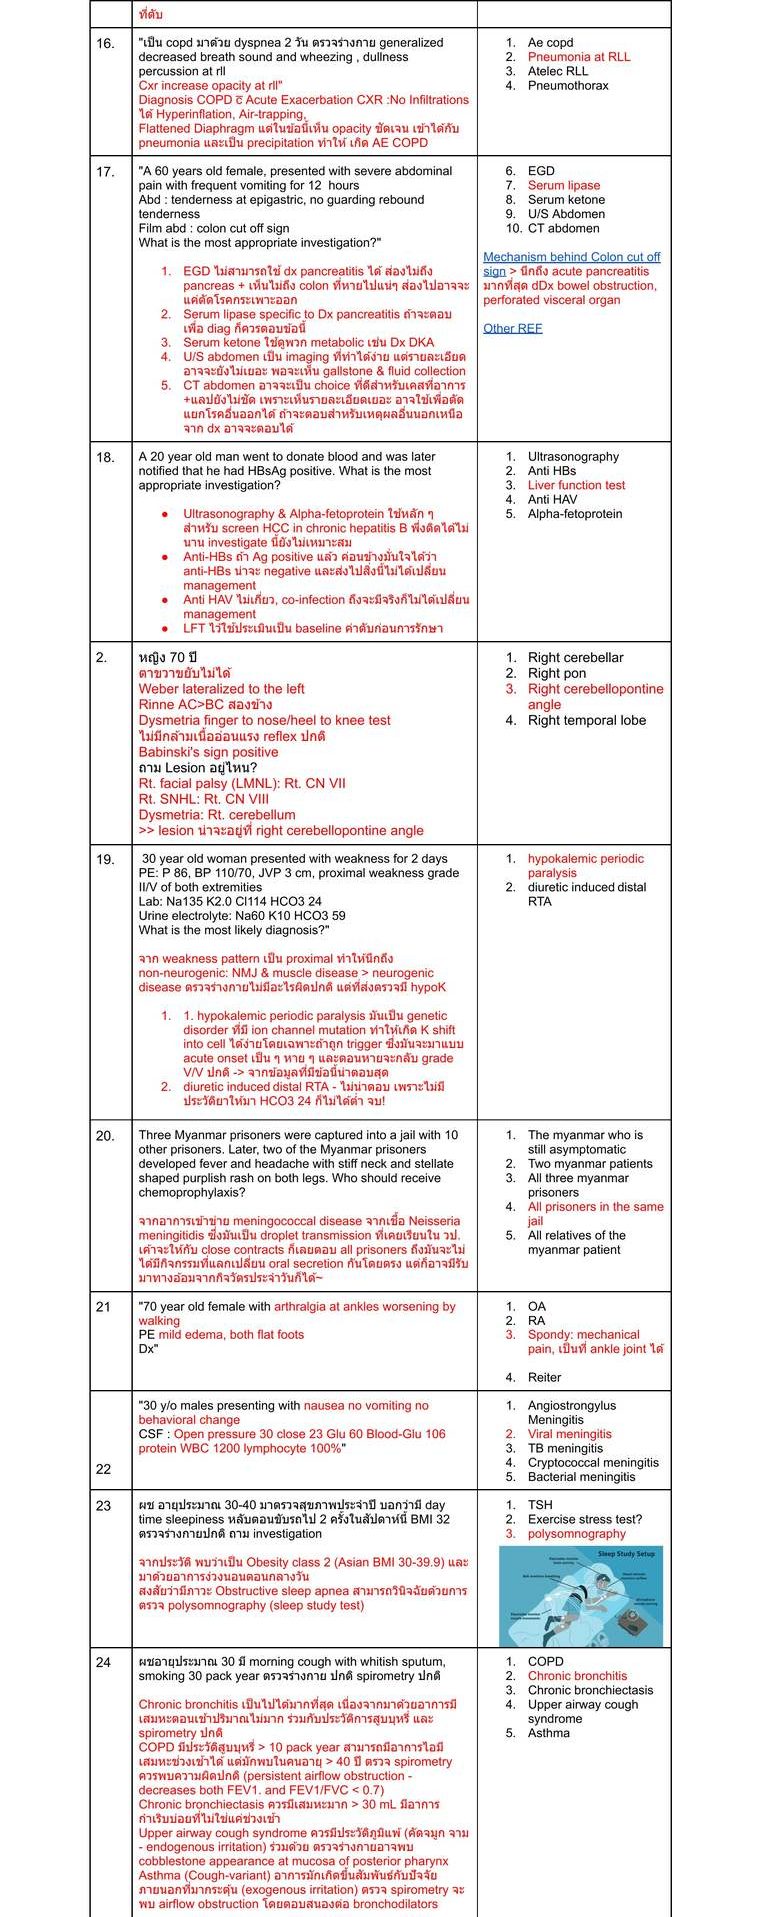 ที่ตับ
16.
"เป็น copd มาด้วย dyspnea 2 วัน ตรวจร่างกาย generalized
decreased breath sound and wheezing , dullness
percussion at rll
Cxr increase opacity at rll"
Diagnosis COPD c̄ Acute Exacerbation CXR :No Infiltrations
ได้ Hyperinflation, Air-trapping,
Flattened Diaphragm แต่ในข้อนี้เห็น opacity ชัดเจน เข้าได้กับ
pneumonia และเป็น precipitation ทำให้ เกิด AE COPD
1. Ae copd
2. Pneumonia at RLL
3. Atelec RLL
4. Pneumothorax
17.
"A 60 years old female, presented with severe abdominal
pain with frequent vomiting for 12 hours
Abd : tenderness at epigastric, no guarding rebound
tenderness
Film abd : colon cut off sign
What is the most appropriate investigation?"
1. EGD ไม่สามารถใช้ dx pancreatitis ได้ ส่องไม่ถึง
pancreas + เห็นไม่ถึง colon ที่หายไปแน่ๆ ส่องไปอาจจะ
แค่ตัดโรคกระเพาะออก
2. Serum lipase specific to Dx pancreatitis ถ้าจะตอบ
เพื่อ diag ก็ควรตอบข้อนี้
3. Serum ketone ใช้ดูพวก metabolic เช่น Dx DKA
4. U/S abdomen เป็น imaging ที่ทำได้ง่าย แต่รายละเอียด
อาจจะยังไม่เยอะ พอจะเห็น gallstone & fluid collection
5. CT abdomen อาจจะเป็น choice ที่ดีสำหรับเคสที่อาการ
+แลปยังไม่ชัด เพราะเห็นรายละเอียดเยอะ อาจใช้เพื่อตัด
แยกโรคอื่นออกได้ ถ้าจะตอบสำหรับเหตุผลอื่นนอกเหนือ
จาก dx อาจจะตอบได้
6. EGD
7. Serum lipase
8. Serum ketone
9. U/S Abdomen
10. CT abdomen
Mechanism behind Colon cut off
sign > นึกถึง acute pancreatitis
มากที่สุด dDx bowel obstruction,
perforated visceral organ
Other REF
18.
A 20 year old man went to donate blood and was later
notified that he had HBsAg positive. What is the most
appropriate investigation?
● Ultrasonography & Alpha-fetoprotein ใช้หลัก ๆ
สำหรับ screen HCC in chronic hepatitis B พึ่งติดได้ไม่
นาน investigate นี้ยังไม่เหมาะสม
● Anti-HBs ถ้า Ag positive แล้ว ค่อนข้างมั่นใจได้ว่า
anti-HBs น่าจะ negative และส่งไปสิ่งนี้ไม่ได้เปลี่ยน
management
● Anti HAV ไม่เกี่ยว, co-infection ถึงจะมีจริงก็ไม่ได้เปลี่ยน
management
● LFT ไว้ใช้ประเมินเป็น baseline ค่าตับก่อนการรักษา
1. Ultrasonography
2. Anti HBs
3. Liver function test
4. Anti HAV
5. Alpha-fetoprotein
2.
หญิง 70 ปี
ตาขวาขยับไม่ได้
Weber lateralized to the left
Rinne AC>BC สองข้าง
Dysmetria finger to nose/heel to knee test
ไม่มีกล้ามเนื้ออ่อนแรง reflex ปกติ
Babinski's sign positive
ถาม Lesion อยู่ไหน?
Rt. facial palsy (LMNL): Rt. CN VII
Rt. SNHL: Rt. CN VIII
Dysmetria: Rt. cerebellum
>> lesion น่าจะอยู่ที่ right cerebellopontine angle
1. Right cerebellar
2. Right pon
3. Right cerebellopontine
angle
4. Right temporal lobe
19.
30 year old woman presented with weakness for 2 days
PE: P 86, BP 110/70, JVP 3 cm, proximal weakness grade
II/V of both extremities
Lab: Na135 K2.0 Cl114 HCO3 24
Urine electrolyte: Na60 K10 HCO3 59
What is the most likely diagnosis?"
จาก weakness pattern เป็น proximal ทำให้นึกถึง
non-neurogenic: NMJ & muscle disease > neurogenic
disease ตรวจร่างกายไม่มีอะไรผิดปกติ แต่ที่ส่งตรวจมี hypoK
1. 1. hypokalemic periodic paralysis มันเป็น genetic
disorder ที่มี ion channel mutation ทำให้เกิด K shift
into cell ได้ง่ายโดยเฉพาะถ้าถูก trigger ซึ่งมันจะมาแบบ
acute onset เป็น ๆ หาย ๆ และตอนหายจะกลับ grade
V/V ปกติ -> จากข้อมูลที่มีข้อนี้น่าตอบสุด
2. diuretic induced distal RTA - ไม่น่าตอบ เพราะไม่มี
ประวัติยาให้มา HCO3 24 ก็ไม่ได้ต่ำ จบ!
1. hypokalemic periodic
paralysis
2. diuretic induced distal
RTA
20.
Three Myanmar prisoners were captured into a jail with 10
other prisoners. Later, two of the Myanmar prisoners
developed fever and headache with stiff neck and stellate
shaped purplish rash on both legs. Who should receive
chemoprophylaxis?
จากอาการเข้าข่าย meningococcal disease จากเชื้อ Neisseria
meningitidis ซึ่งมันเป็น droplet transmission ที่เคยเรียนใน วป.
เค้าจะให้กับ close contracts ก็เลยตอบ all prisoners ถึงมันจะไม่
ได้มีกิจกรรมที่แลกเปลี่ยน oral secretion กันโดยตรง แต่ก็อาจมีรับ
มาทางอ้อมจากกิจวัตรประจำวันก็ได้~
1. The myanmar who is
still asymptomatic
2. Two myanmar patients
3. All three myanmar
prisoners
4. All prisoners in the same
jail
5. All relatives of the
myanmar patient
21
"70 year old female with arthralgia at ankles worsening by
walking
PE mild edema, both flat foots
Dx"
1. OA
2. RA
3. Spondy: mechanical
pain, เป็นที่ ankle joint ได้
4. Reiter
22
"30 y/o males presenting with nausea no vomiting no
behavioral change
CSF : Open pressure 30 close 23 Glu 60 Blood-Glu 106
protein WBC 1200 lymphocyte 100%"
1. Angiostrongylus
Meningitis
2. Viral meningitis
3. TB meningitis
4. Cryptococcal meningitis
5. Bacterial meningitis
23
ผช อายุประมาณ 30-40 มาตรวจสุขภาพประจำปี บอกว่ามี day
time sleepiness หลับตอนขับรถไป 2 ครั้งในสัปดาห์นี้ BMI 32
ตรวจร่างกายปกติ ถาม investigation
จากประวัติ พบว่าเป็น Obesity class 2 (Asian BMI 30-39.9) และ
มาด้วยอาการง่วงนอนตอนกลางวัน
สงสัยว่ามีภาวะ Obstructive sleep apnea สามารถวินิจฉัยด้วยการ
ตรวจ polysomnography (sleep study test)
1. TSH
2. Exercise stress test?
3. polysomnography
Sleep Study Setup
24
ผชอายุประมาณ 30 มี morning cough with whitish sputum,
smoking 30 pack year ตรวจร่างกาย ปกติ spirometry ปกติ
Chronic bronchitis เป็นไปได้มากที่สุด เนื่องจากมาด้วยอาการมี
เสมหะตอนเช้าปริมาณไม่มาก ร่วมกับประวัติการสูบบุหรี่ และ
spirometry ปกติ
COPD มีประวัติสูบบุหรี่ > 10 pack year สามารถมีอาการไอมี
เสมหะช่วงเช้าได้ แต่มักพบในคนอายุ > 40 ปี ตรวจ spirometry
ควรพบความผิดปกติ (persistent airflow obstruction -
decreases both FEV1. and FEV1/FVC < 0.7)
Chronic bronchiectasis ควรมีเสมหะมาก > 30 mL มีอาการ
กำเริบบ่อยที่ไม่ใช่แค่ช่วงเช้า
Upper airway cough syndrome ควรมีประวัติภูมิแพ้ (คัดจมูก จาม
- endogenous irritation) ร่วมด้วย ตรวจร่างกายอาจพบ
cobblestone appearance at mucosa of posterior pharynx
Asthma (Cough-variant) อาการมักเกิดขึ้นสัมพันธ์กับปัจจัย
ภายนอกที่มากระตุ้น (exogenous irritation) ตรวจ spirometry จะ
พบ airflow obstruction โดยตอบสนองต่อ bronchodilators
1. COPD
2. Chronic bronchitis
3. Chronic bronchiectasis
4. Upper airway cough
syndrome
5. Asthma